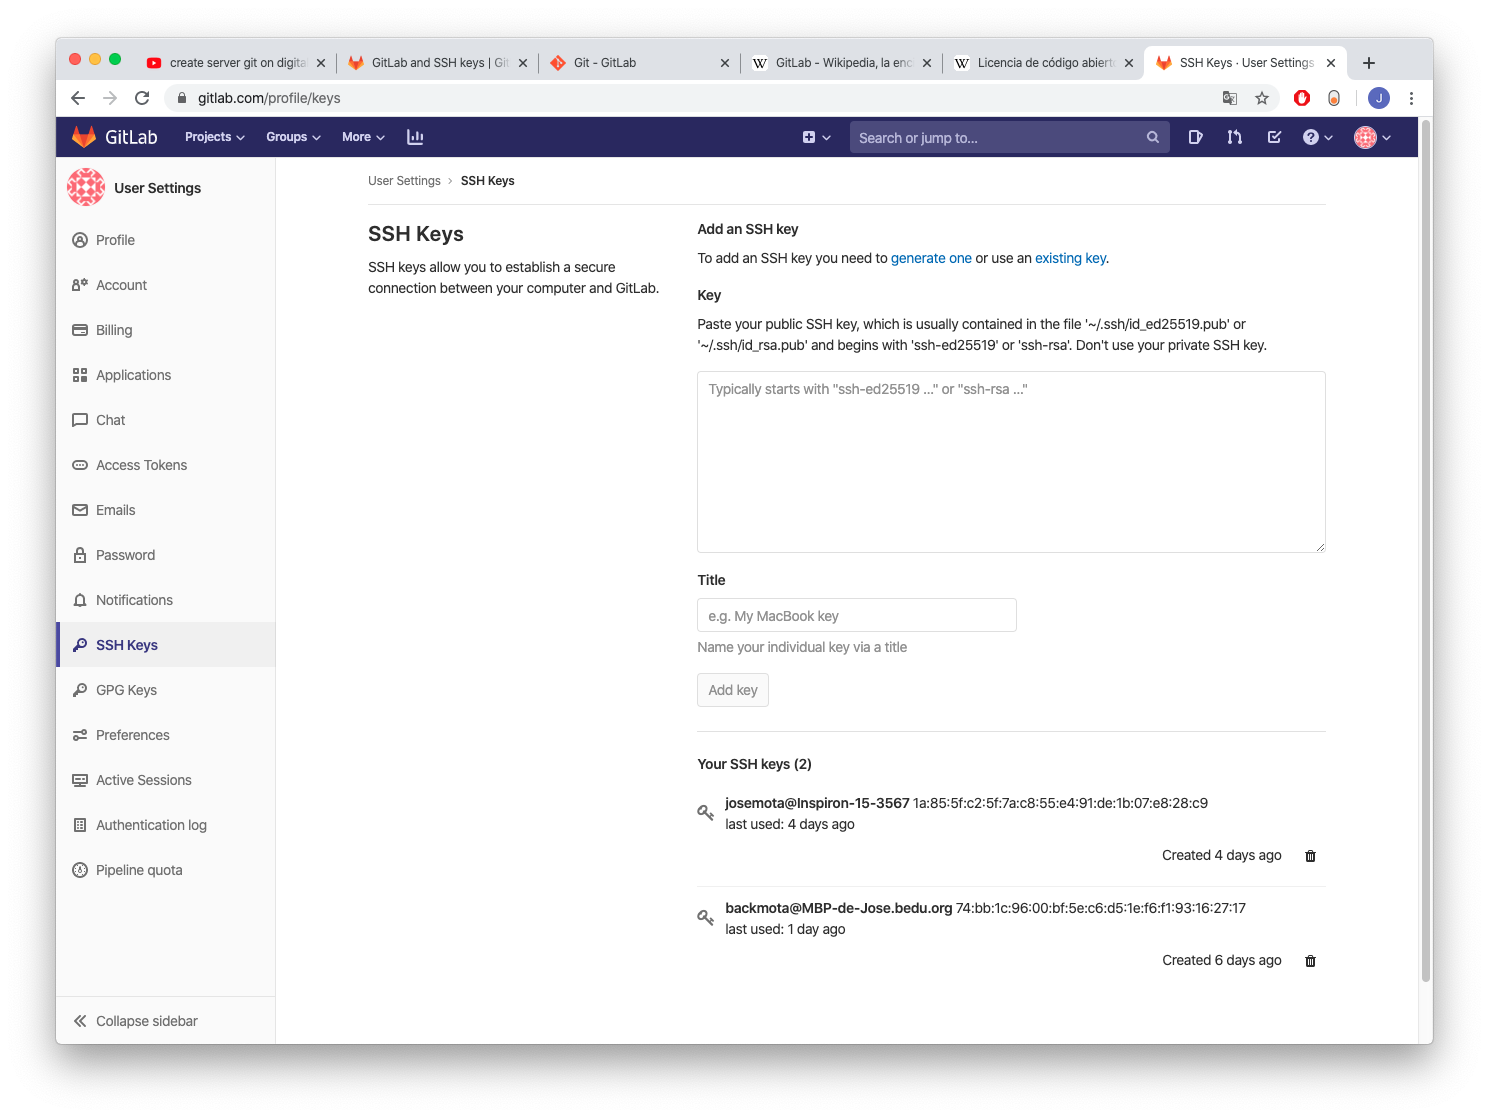 create server git on digita
GitLab and SSH keys | Git
Git - GitLab
GitLab - Wikipedia, la enc
Licencia de código abierto
SSH Keys · User Settings
gitlab.com/profile/keys
J
GitLab
Projects
Groups
More
Search or jump to...
User Settings
Profile
Account
Billing
Applications
Chat
Access Tokens
Emails
Password
Notifications
SSH Keys
GPG Keys
Preferences
Active Sessions
Authentication log
Pipeline quota
Collapse sidebar
User Settings › SSH Keys
SSH Keys
SSH keys allow you to establish a secure
connection between your computer and GitLab.
Add an SSH key
To add an SSH key you need to generate one or use an existing key.
Key
Paste your public SSH key, which is usually contained in the file '~/.ssh/id_ed25519.pub' or
'~/.ssh/id_rsa.pub' and begins with 'ssh-ed25519' or 'ssh-rsa'. Don't use your private SSH key.
Typically starts with "ssh-ed25519 ..." or "ssh-rsa ..."
Title
e.g. My MacBook key
Name your individual key via a title
Add key
Your SSH keys (2)
josemota@Inspiron-15-3567 1a:85:5f:c2:5f:7a:c8:55:e4:91:de:1b:07:e8:28:c9
last used: 4 days ago
Created 4 days ago
backmota@MBP-de-Jose.bedu.org 74:bb:1c:96:00:bf:5e:c6:d5:1e:f6:f1:93:16:27:17
last used: 1 day ago
Created 6 days ago